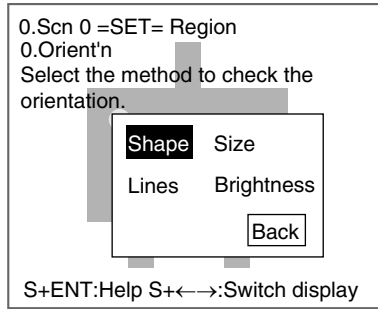 0.Scn 0 =SET= Region
0.Orient'n
Select the method to check the
orientation.
Shape Size
Lines Brightness
Back
S+ENT:Help S+←→:Switch display